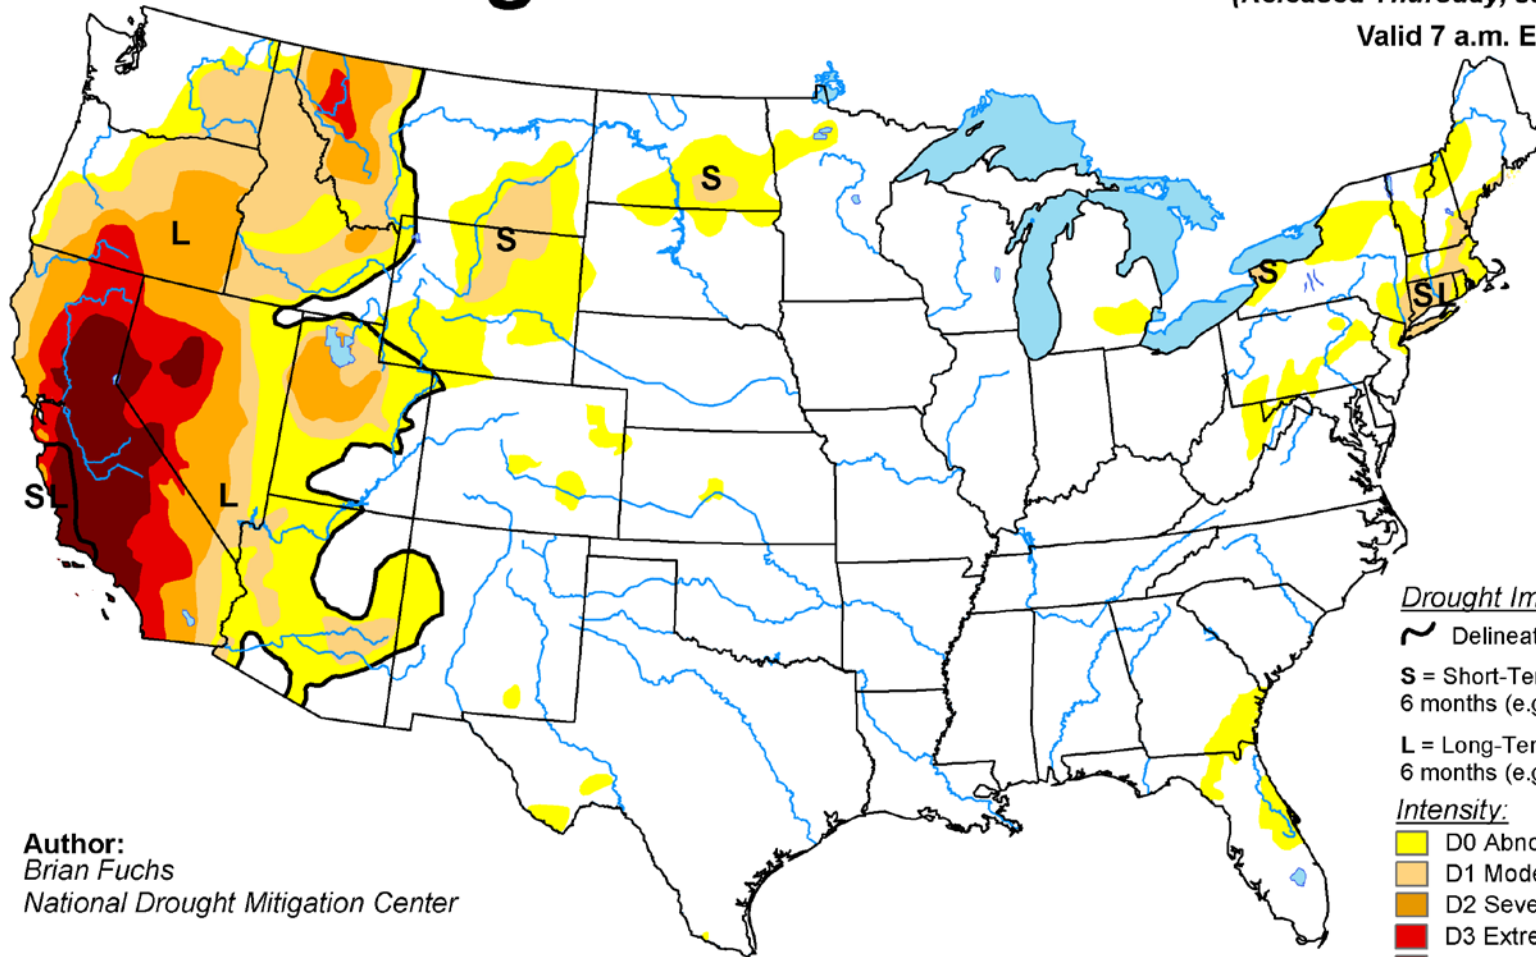 Valid 7 a.m. E
L
S
S
S
S L
SL
L
Drought Im
Delineat
S = Short-Ter
6 months (e.g
L = Long-Ter
6 months (e.g
Intensity:
D0 Abno
D1 Mode
D2 Seve
D3 Extre
Author:
Brian Fuchs
National Drought Mitigation Center